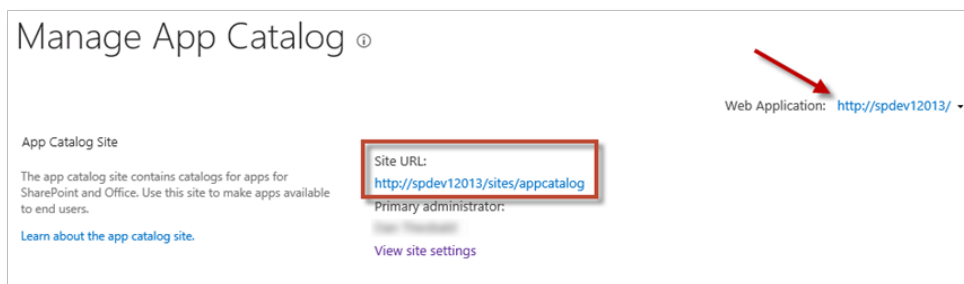 Manage App Catalog
Web Application: http://spdev12013/
App Catalog Site
The app catalog site contains catalogs for apps for
SharePoint and Office. Use this site to make apps available
to end users.
Learn about the app catalog site.
Site URL:
http://spdev12013/sites/appcatalog
Primary administrator:
View site settings